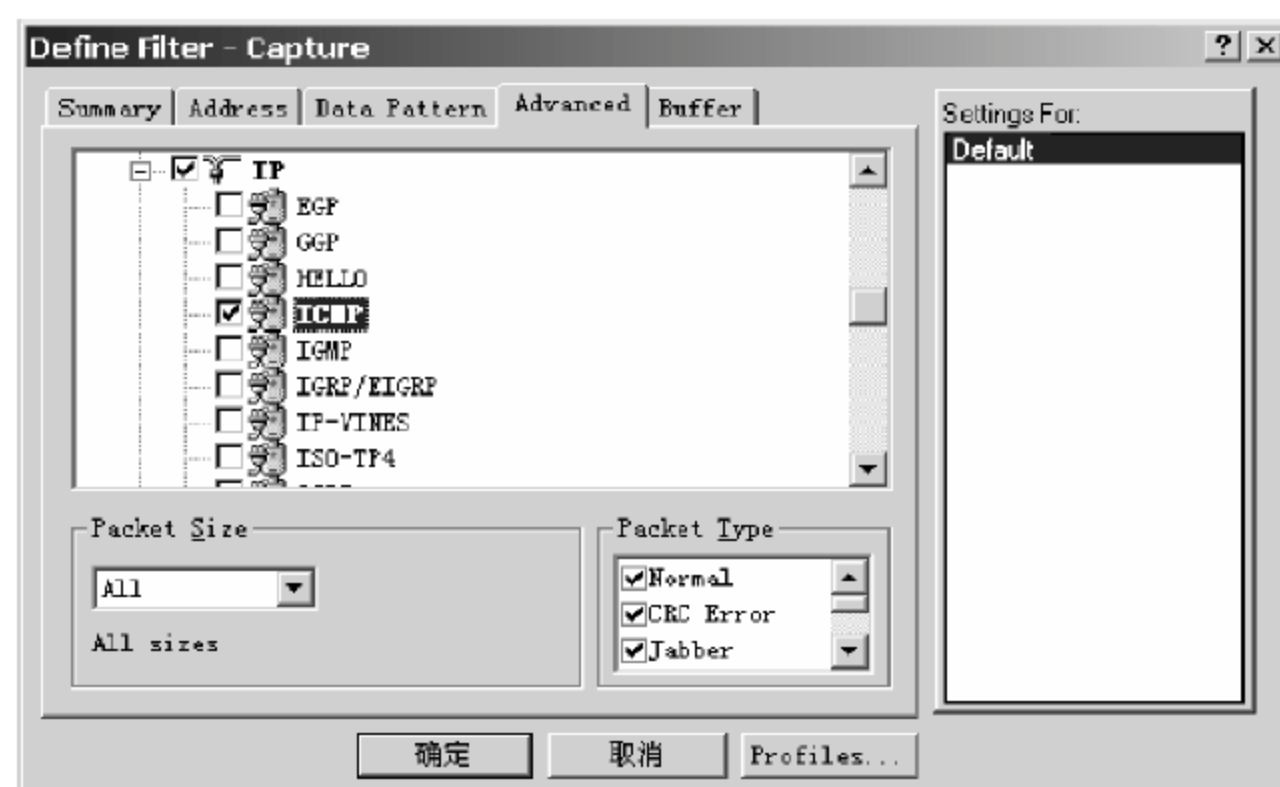 Define Filter - Capture
? ×
Summary Address Data Pattern Advanced Buffer
Settings For:
Default
IP
EGP
GGP
HELLO
ICMP
IGMP
IGRP/EIGRP
IP-VINES
ISO-TP4
Packet Size
All
All sizes
Packet Type
Normal
CRC Error
Jabber
确定 取消 Profiles...